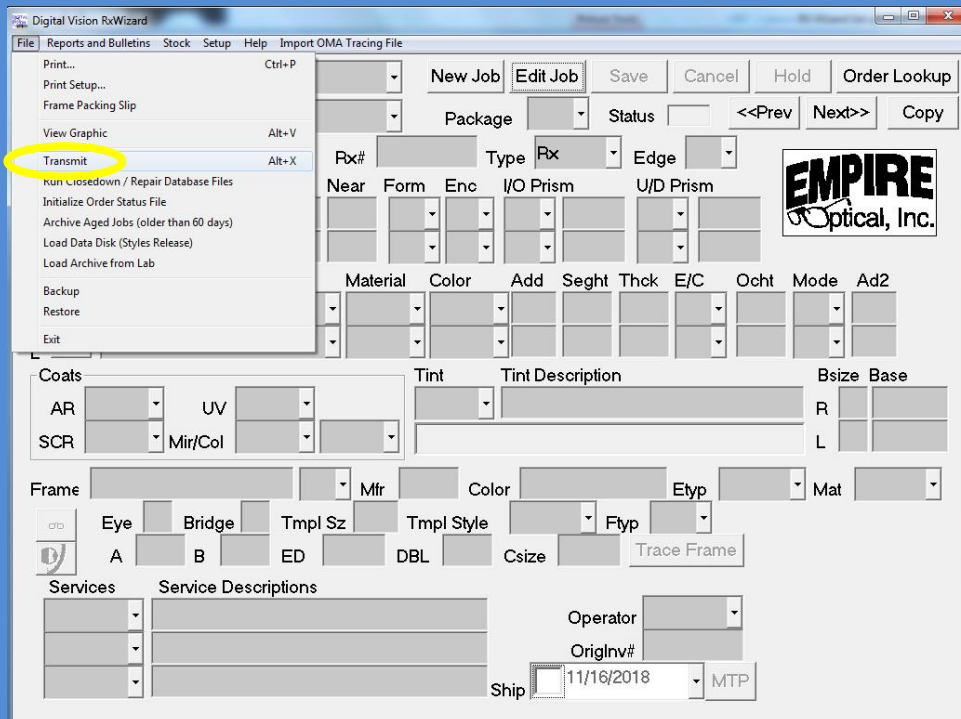 Digital Vision RxWizard
File Reports and Bulletins Stock Setup Help Import OMA Tracing File
Print... Ctrl+P
Print Setup...
Frame Packing Slip
View Graphic Alt+V
Transmit Alt+X
Run Closedown / Repair Database Files
Initialize Order Status File
Archive Aged Jobs (older than 60 days)
Load Data Disk (Styles Release)
Load Archive from Lab
Backup
Restore
Exit
New Job Edit Job Save Cancel Hold Order Lookup
Package Status <<Prev Next>> Copy
Rx# Type Rx Edge
Near Form Enc I/O Prism U/D Prism
EMPIRE
Optical, Inc.
Material Color Add Seght Thck E/C Ocht Mode Ad2
L
Coats Tint Tint Description Bsize Base
AR UV R
SCR Mir/Col L
Frame Mfr Color Etyp Mat
Eye Bridge Tmpl Sz Tmpl Style Ftyp
A B ED DBL Csize Trace Frame
Services Service Descriptions
Operator
OrigInv#
Ship 11/16/2018 MTP